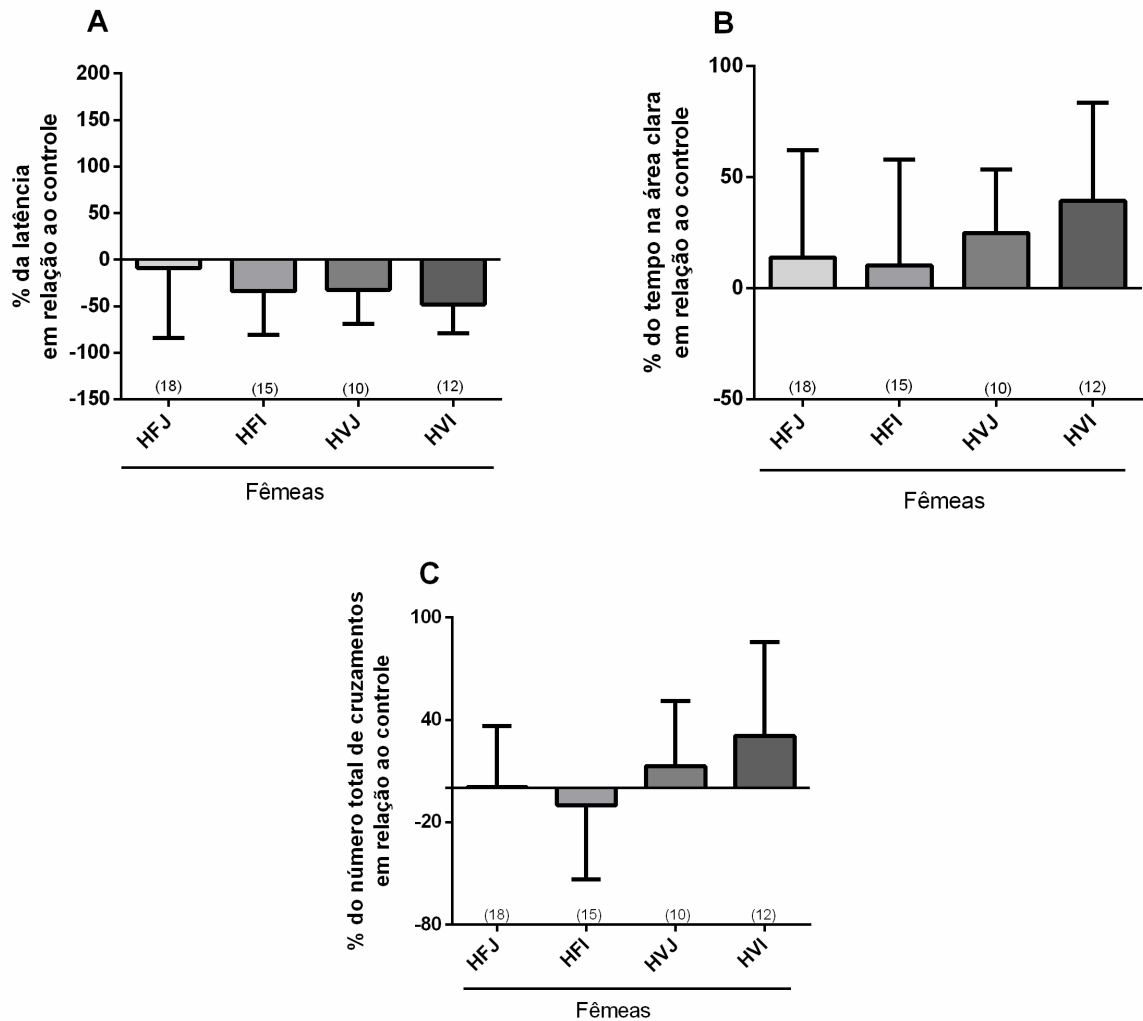 A
% da latência
em relação ao controle
200
150
100
50
0
-50
-100
-150
(18) (15) (10) (12)
HFJ HFI HVJ HVI
Fêmeas
B
% do tempo na área clara
em relação ao controle
100
50
0
-50
(18) (15) (10) (12)
HFJ HFI HVJ HVI
Fêmeas
C
% do número total de cruzamentos
em relação ao controle
100
40
-20
-80
(18) (15) (10) (12)
HFJ HFI HVJ HVI
Fêmeas